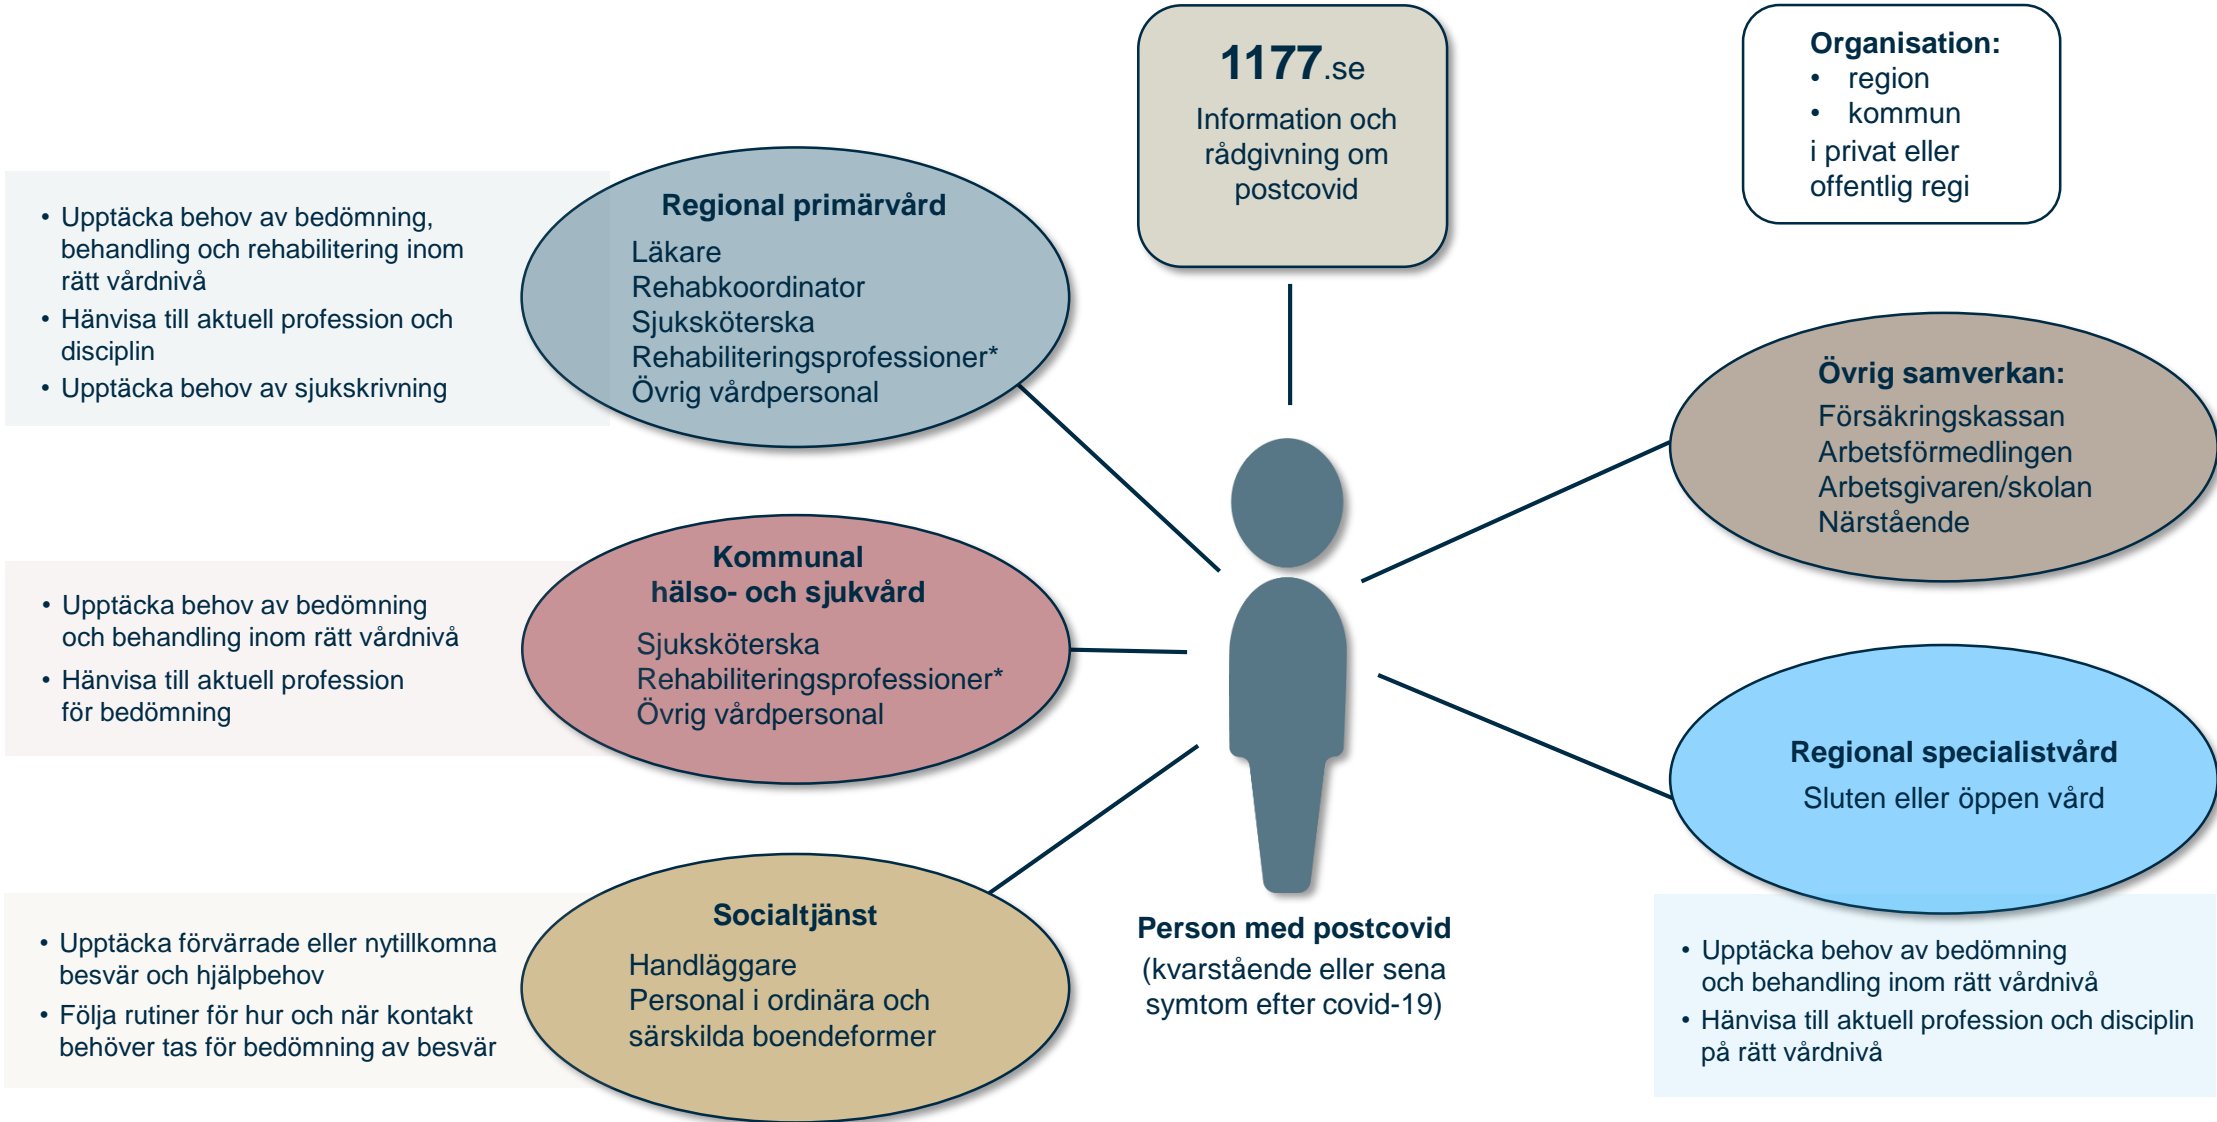 1177.se
Information och
rådgivning om
postcovid
Organisation:
• region
• kommun
i privat eller
offentlig regi
Regional primärvård
Läkare
Rehabkoordinator
Sjuksköterska
Rehabiliteringsprofessioner*
Övrig vårdpersonal
• Upptäcka behov av bedömning,
behandling och rehabilitering inom
rätt vårdnivå
• Hänvisa till aktuell profession och
disciplin
• Upptäcka behov av sjukskrivning
Övrig samverkan:
Försäkringskassan
Arbetsförmedlingen
Arbetsgivaren/skolan
Närstående
Kommunal
hälso- och sjukvård
Sjuksköterska
Rehabiliteringsprofessioner*
Övrig vårdpersonal
• Upptäcka behov av bedömning
och behandling inom rätt vårdnivå
• Hänvisa till aktuell profession
för bedömning
Regional specialistvård
Sluten eller öppen vård
• Upptäcka behov av bedömning
och behandling inom rätt vårdnivå
• Hänvisa till aktuell profession och disciplin
på rätt vårdnivå
Socialtjänst
Handläggare
Personal i ordinära och
särskilda boendeformer
• Upptäcka förvärrade eller nytillkomna
besvär och hjälpbehov
• Följa rutiner för hur och när kontakt
behöver tas för bedömning av besvär
Person med postcovid
(kvarstående eller sena
symtom efter covid-19)